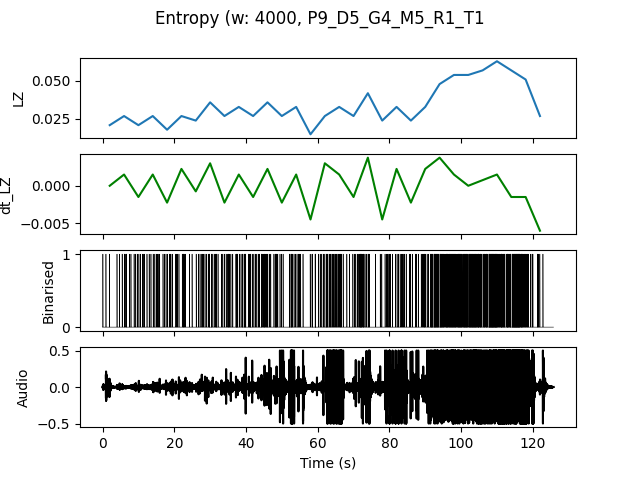 Entropy (w: 4000, P9_D5_G4_M5_R1_T1
LZ
0.050
0.025
dt_LZ
0.000
−0.005
Binarised
1
0
Audio
0.5
0.0
−0.5
0 20 40 60 80 100 120
Time (s)